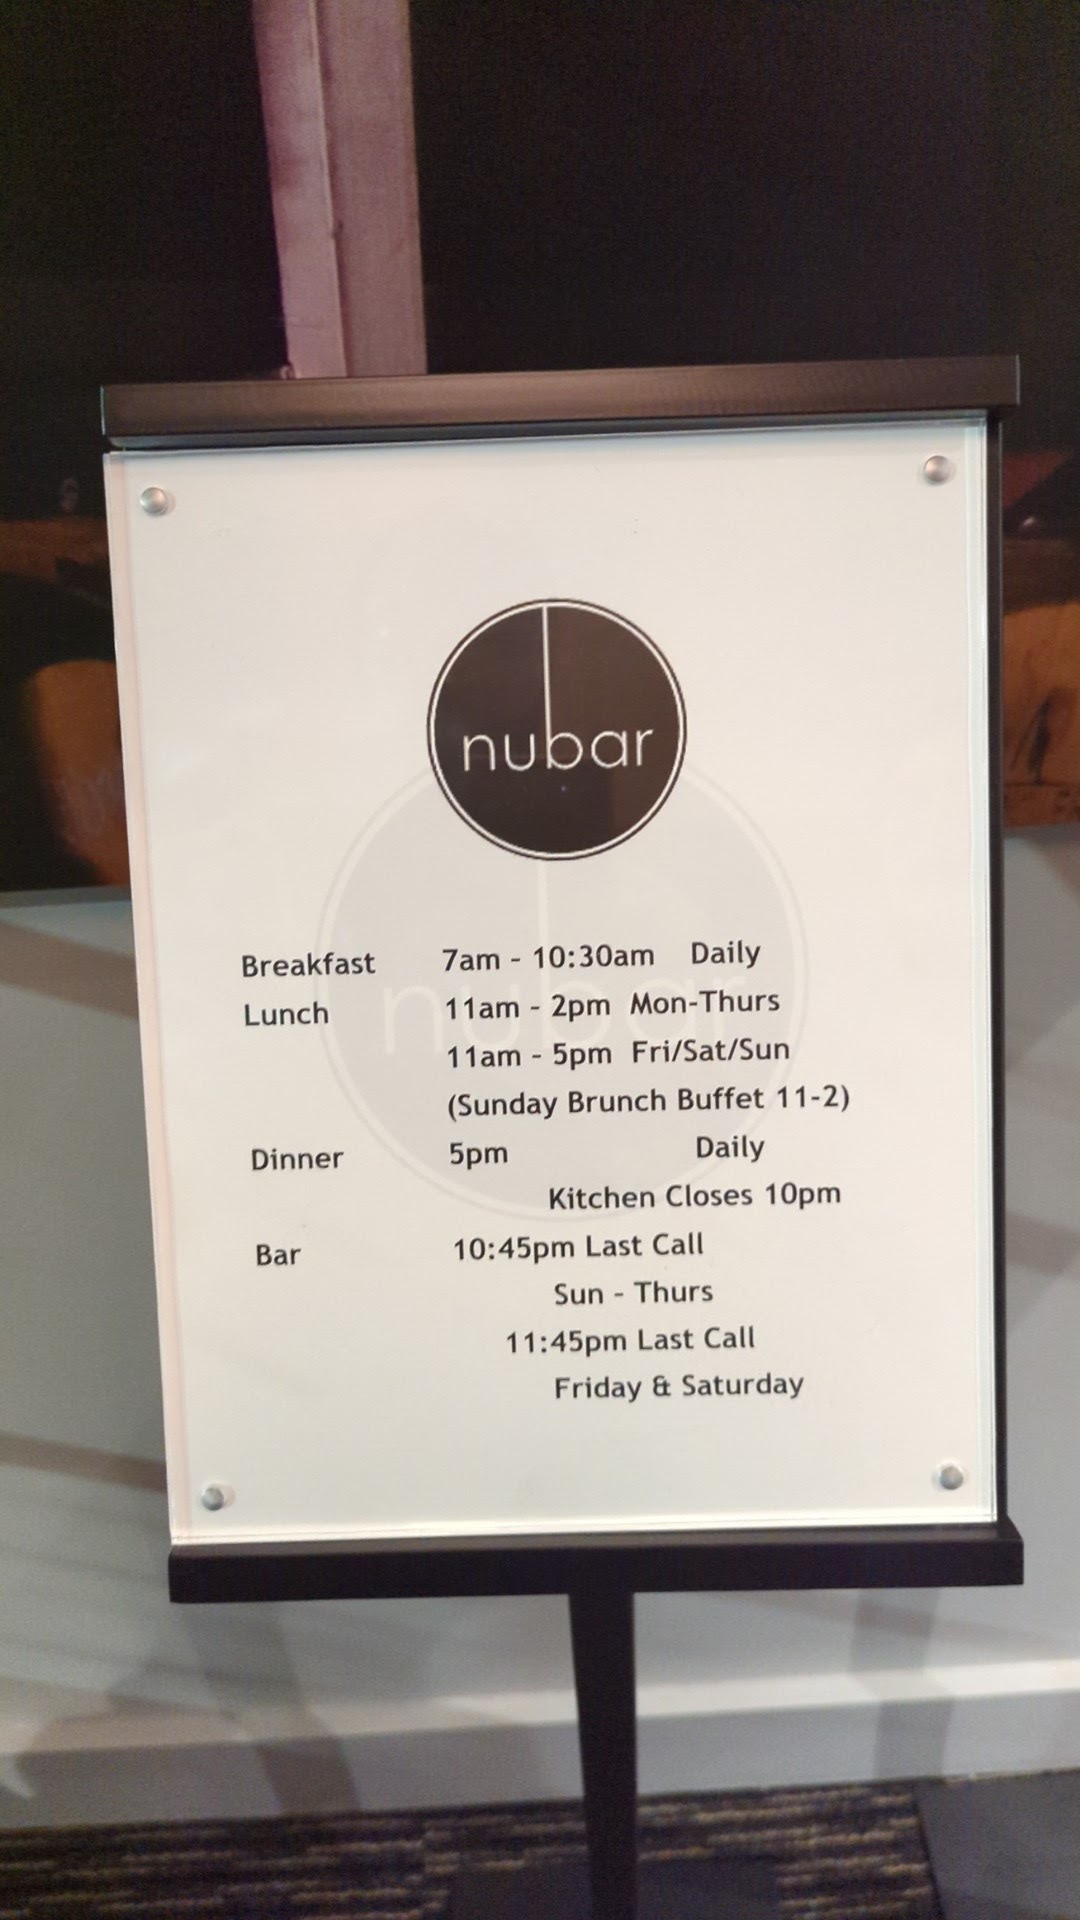 nubar
Breakfast 7am - 10:30am Daily
Lunch 11am - 2pm Mon-Thurs
11am - 5pm Fri/Sat/Sun
(Sunday Brunch Buffet 11-2)
Dinner 5pm Daily
Kitchen Closes 10pm
Bar 10:45pm Last Call
Sun - Thurs
11:45pm Last Call
Friday & Saturday
nubar